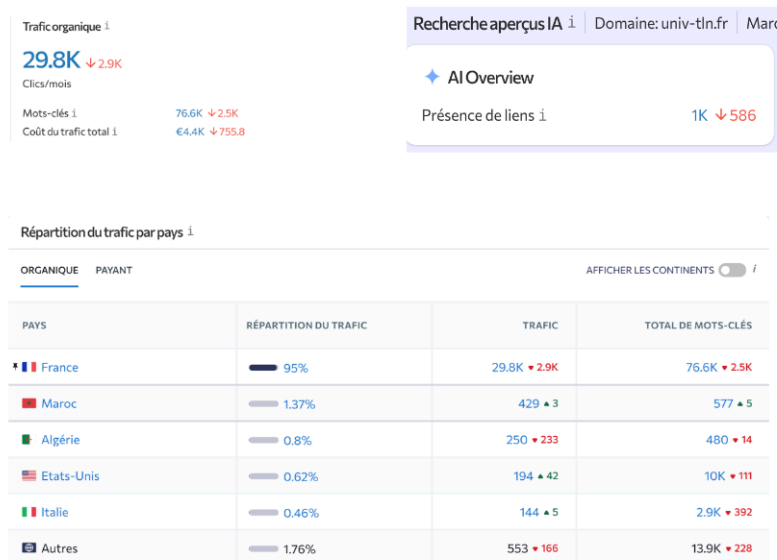 Trafic organique i
29.8K ↓2.9K
Clics/mois
Mots-clés i 76.6K ↓2.5K
Coût du trafic total i €4.4K ↓755.8
Recherche aperçus IA i Domaine: univ-tln.fr Marc
AI Overview
Présence de liens i 1K ↓586
Répartition du trafic par pays i
ORGANIQUE PAYANT AFFICHER LES CONTINENTS i
PAYS RÉPARTITION DU TRAFIC TRAFIC TOTAL DE MOTS-CLÉS
France 95% 29.8K ▾ 2.9K 76.6K ▾ 2.5K
Maroc 1.37% 429 ▴ 3 577 ▴ 5
Algérie 0.8% 250 ▾ 233 480 ▾ 14
Etats-Unis 0.62% 194 ▴ 42 10K ▾ 111
Italie 0.46% 144 ▴ 5 2.9K ▾ 392
Autres 1.76% 553 ▾ 166 13.9K ▾ 228